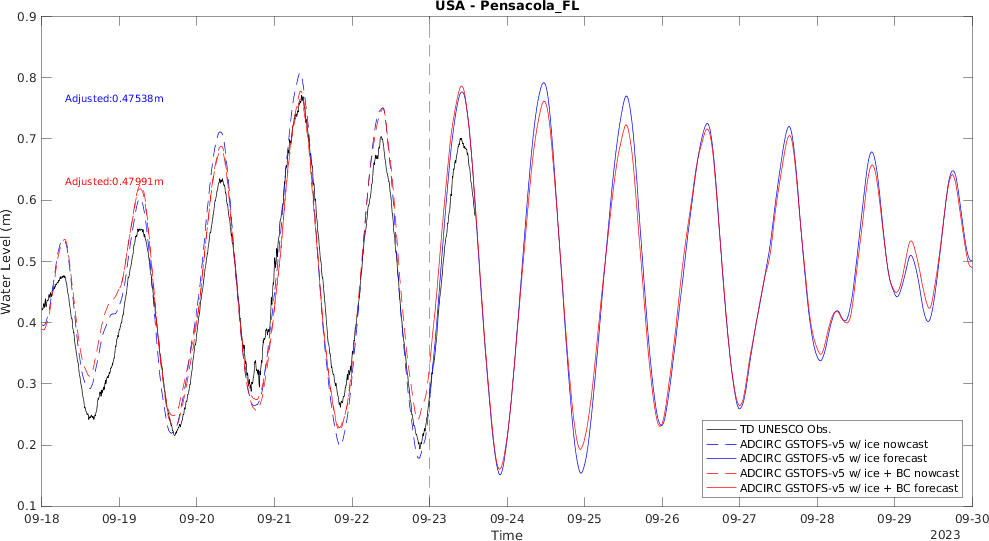 USA - Pensacola_FL
0.9
0.8
0.7
0.6
0.5
0.4
0.3
0.2
0.1
Water Level (m)
Adjusted:0.47538m
Adjusted:0.47991m
TD UNESCO Obs.
ADCIRC GSTOFS-v5 w/ ice nowcast
ADCIRC GSTOFS-v5 w/ ice forecast
ADCIRC GSTOFS-v5 w/ ice + BC nowcast
ADCIRC GSTOFS-v5 w/ ice + BC forecast
09-18 09-19 09-20 09-21 09-22 09-23 09-24 09-25 09-26 09-27 09-28 09-29 09-30
Time
2023